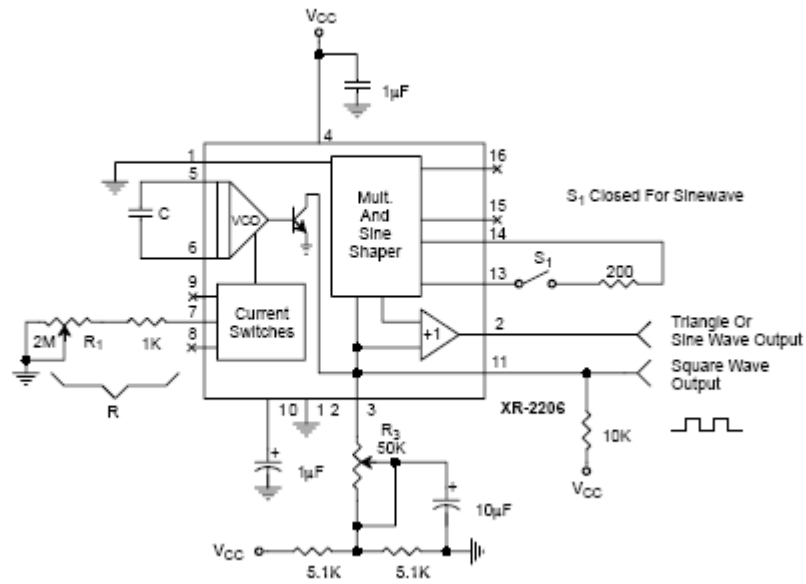 VCC
1µF
4
1
16
5
15
S1 Closed For Sinewave
C
VCO
Mult.
And
Sine
Shaper
14
6
S1
13
200
9
Current
Switches
7
2M
R1
1K
8
+1
2
Triangle Or
Sine Wave Output
11
Square Wave
Output
R
10
1 2
3
XR-2206
R3
50K
10K
+
1µF
VCC
+
10µF
VCC
5.1K
5.1K